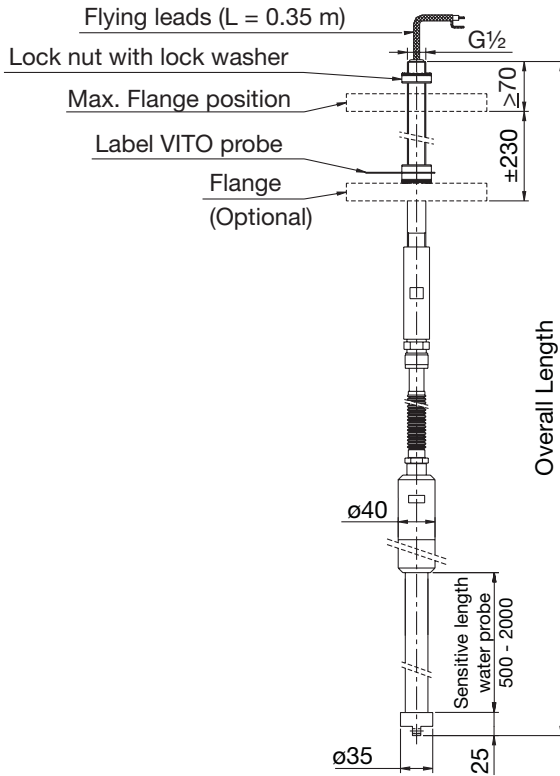 Flying leads (L = 0.35 m)
G½
Lock nut with lock washer
Max. Flange position
≥70
Label VITO probe
±230
Flange
(Optional)
Overall Length
ø40
Sensitive length
water probe
500 - 2000
ø35
25